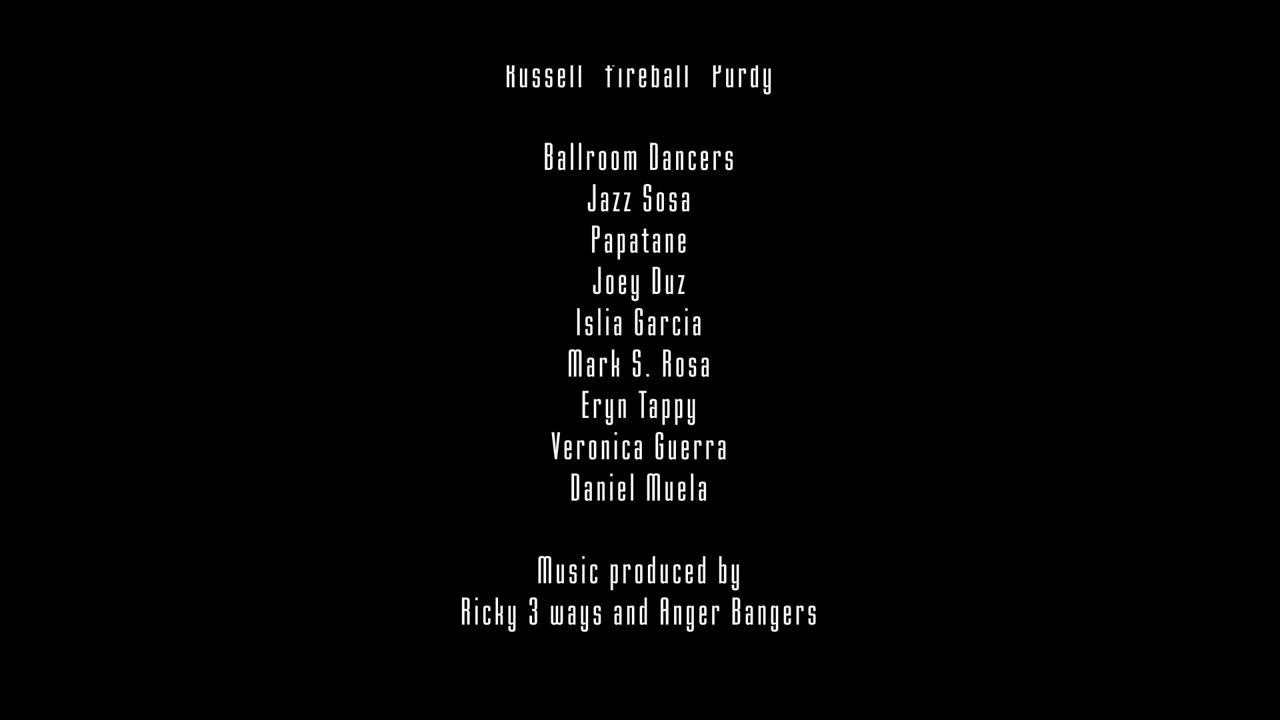 Russell Fireball Purdy
Ballroom Dancers
Jazz Sosa
Papatane
Joey Duz
Islia Garcia
Mark S. Rosa
Eryn Tappy
Veronica Guerra
Daniel Muela
Music produced by
Ricky 3 ways and Anger Bangers